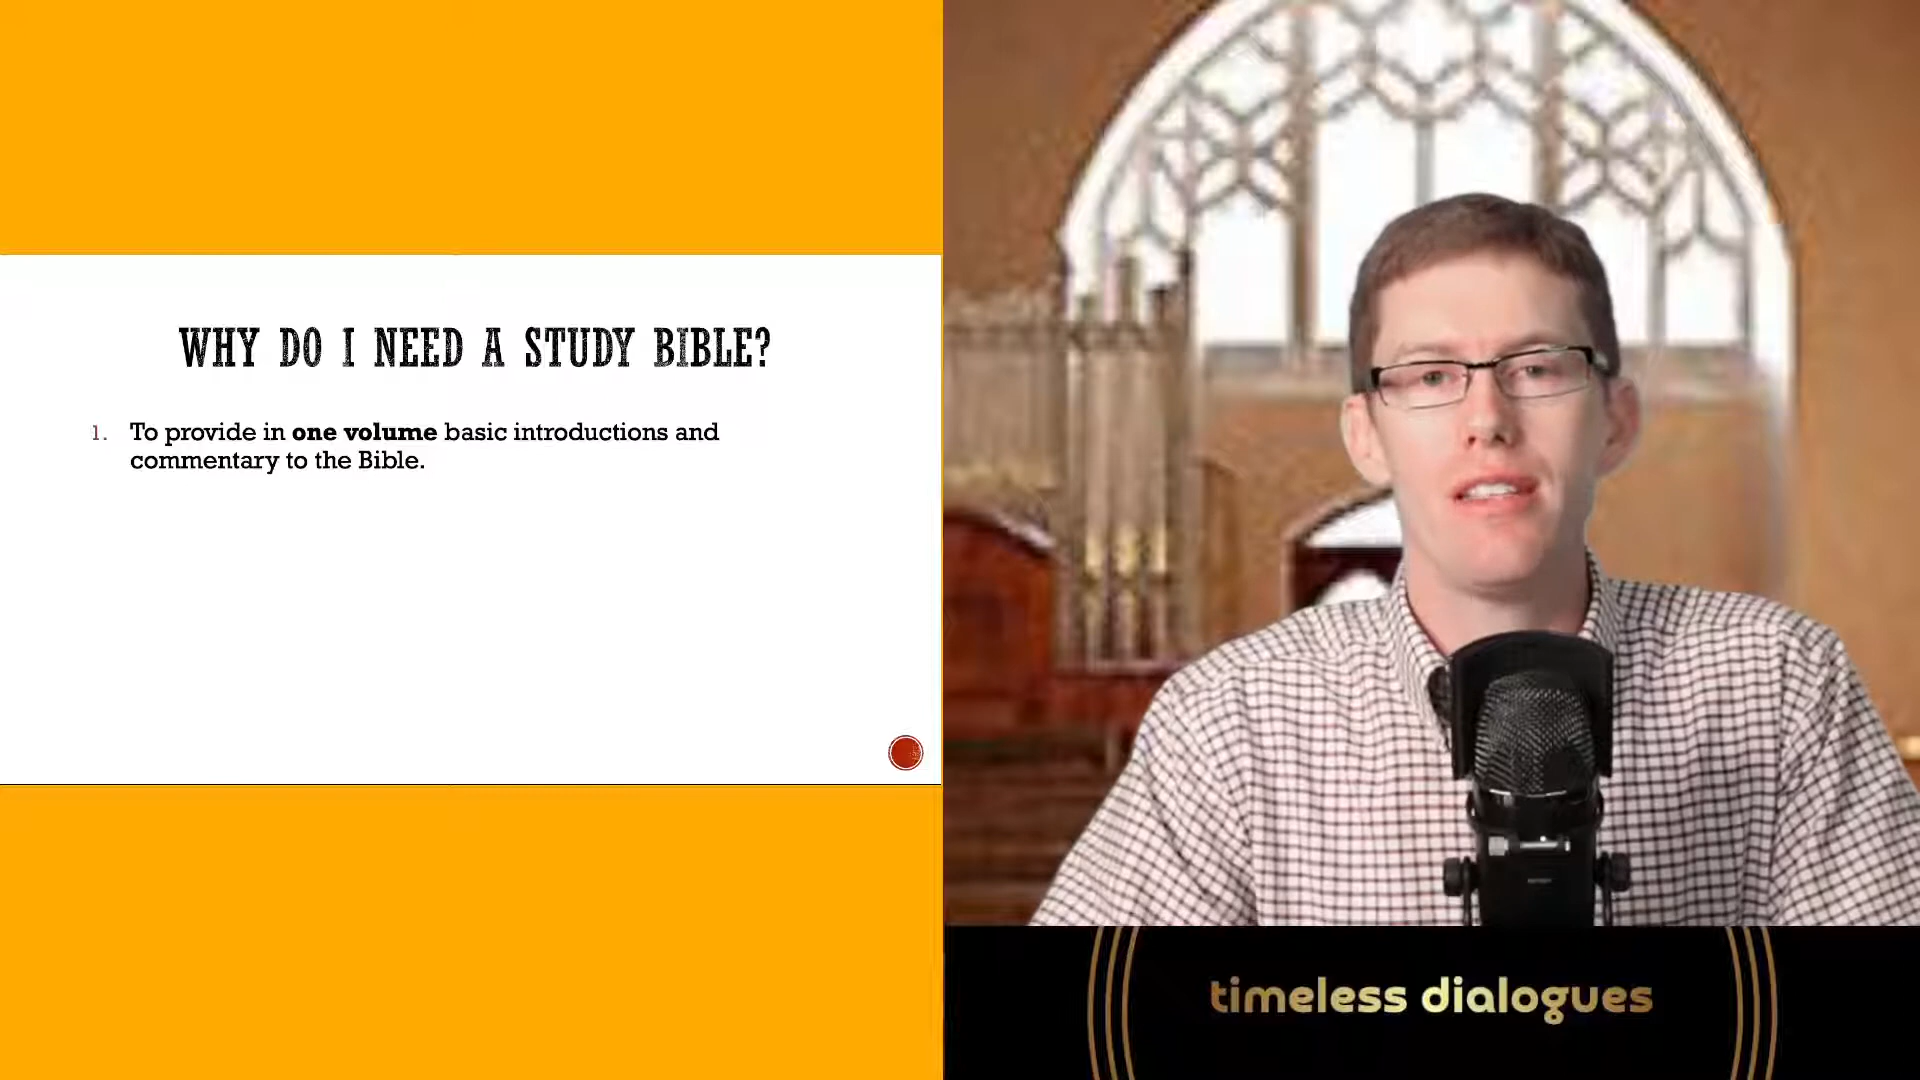 WHY DO I NEED A STUDY BIBLE?
1. To provide in one volume basic introductions and
commentary to the Bible.
timeless dialogues